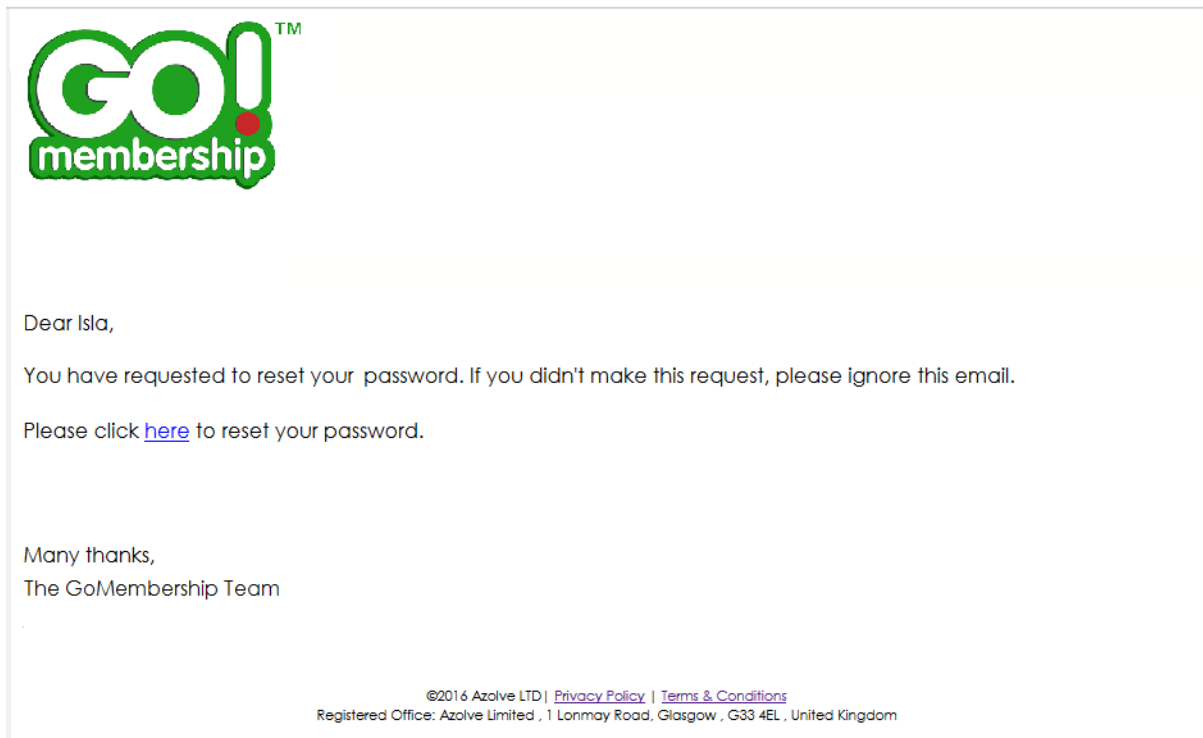 GO! TM
membership
Dear Isla,
You have requested to reset your password. If you didn't make this request, please ignore this email.
Please click here to reset your password.
Many thanks,
The GoMembership Team
©2016 Azolve LTD| Privacy Policy | Terms & Conditions
Registered Office: Azolve Limited , 1 Lonmay Road, Glasgow , G33 4EL , United Kingdom